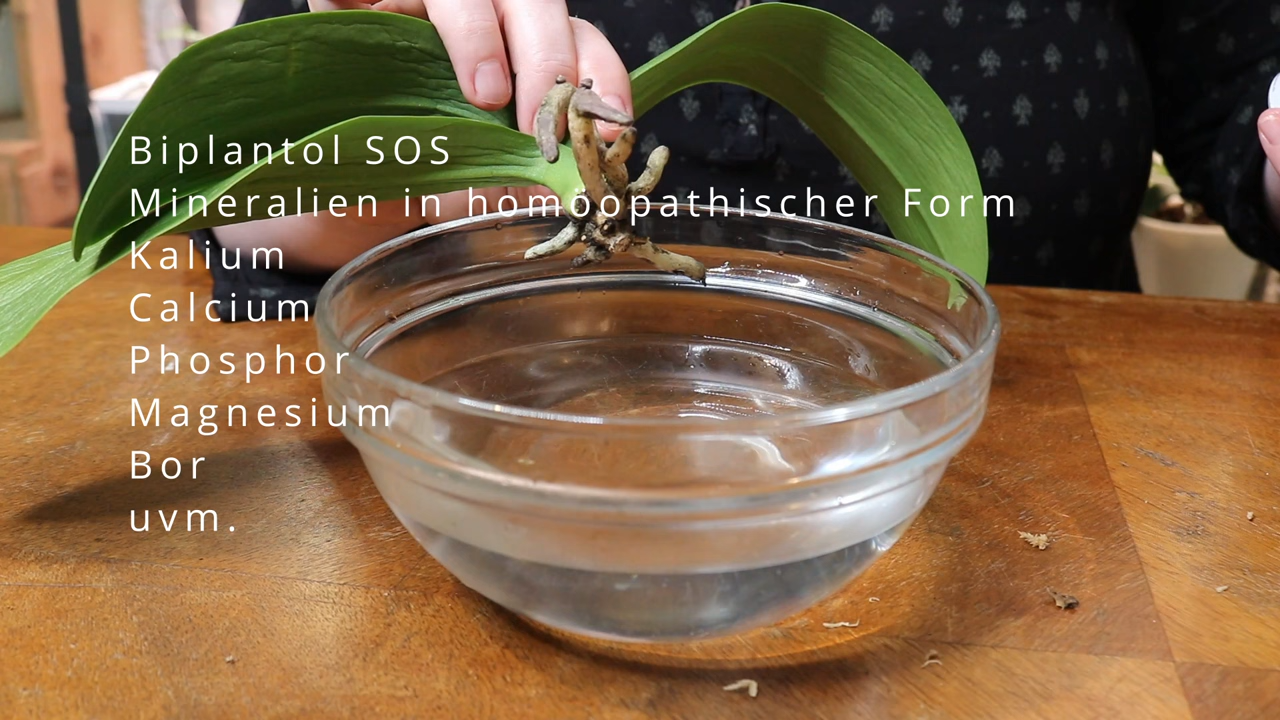 Biplantol SOS
Mineralien in homöopathischer Form
Kalium
Calcium
Phosphor
Magnesium
Bor
uvm.